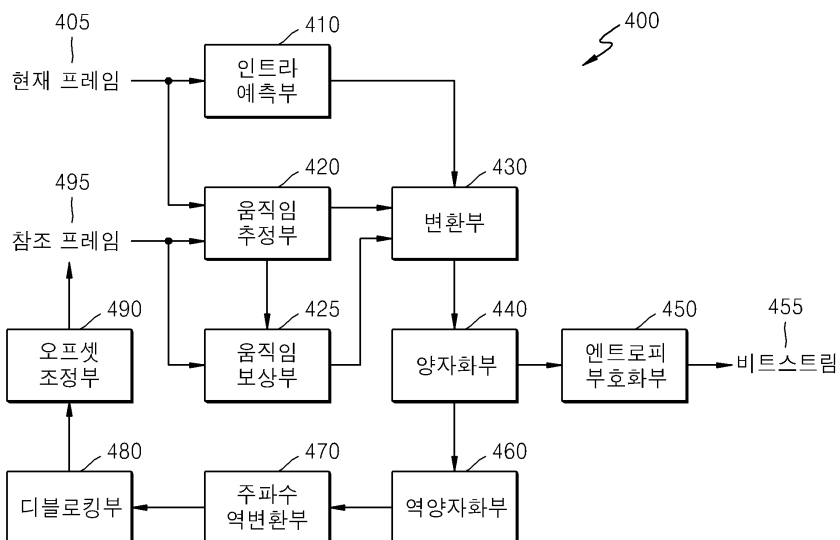 405
현재 프레임
410
인트라
예측부
400
495
참조 프레임
420
움직임
추정부
430
변환부
490
오프셋
조정부
425
움직임
보상부
440
양자화부
450
엔트로피
부호화부
455
비트스트림
480
디블로킹부
470
주파수
역변환부
460
역양자화부